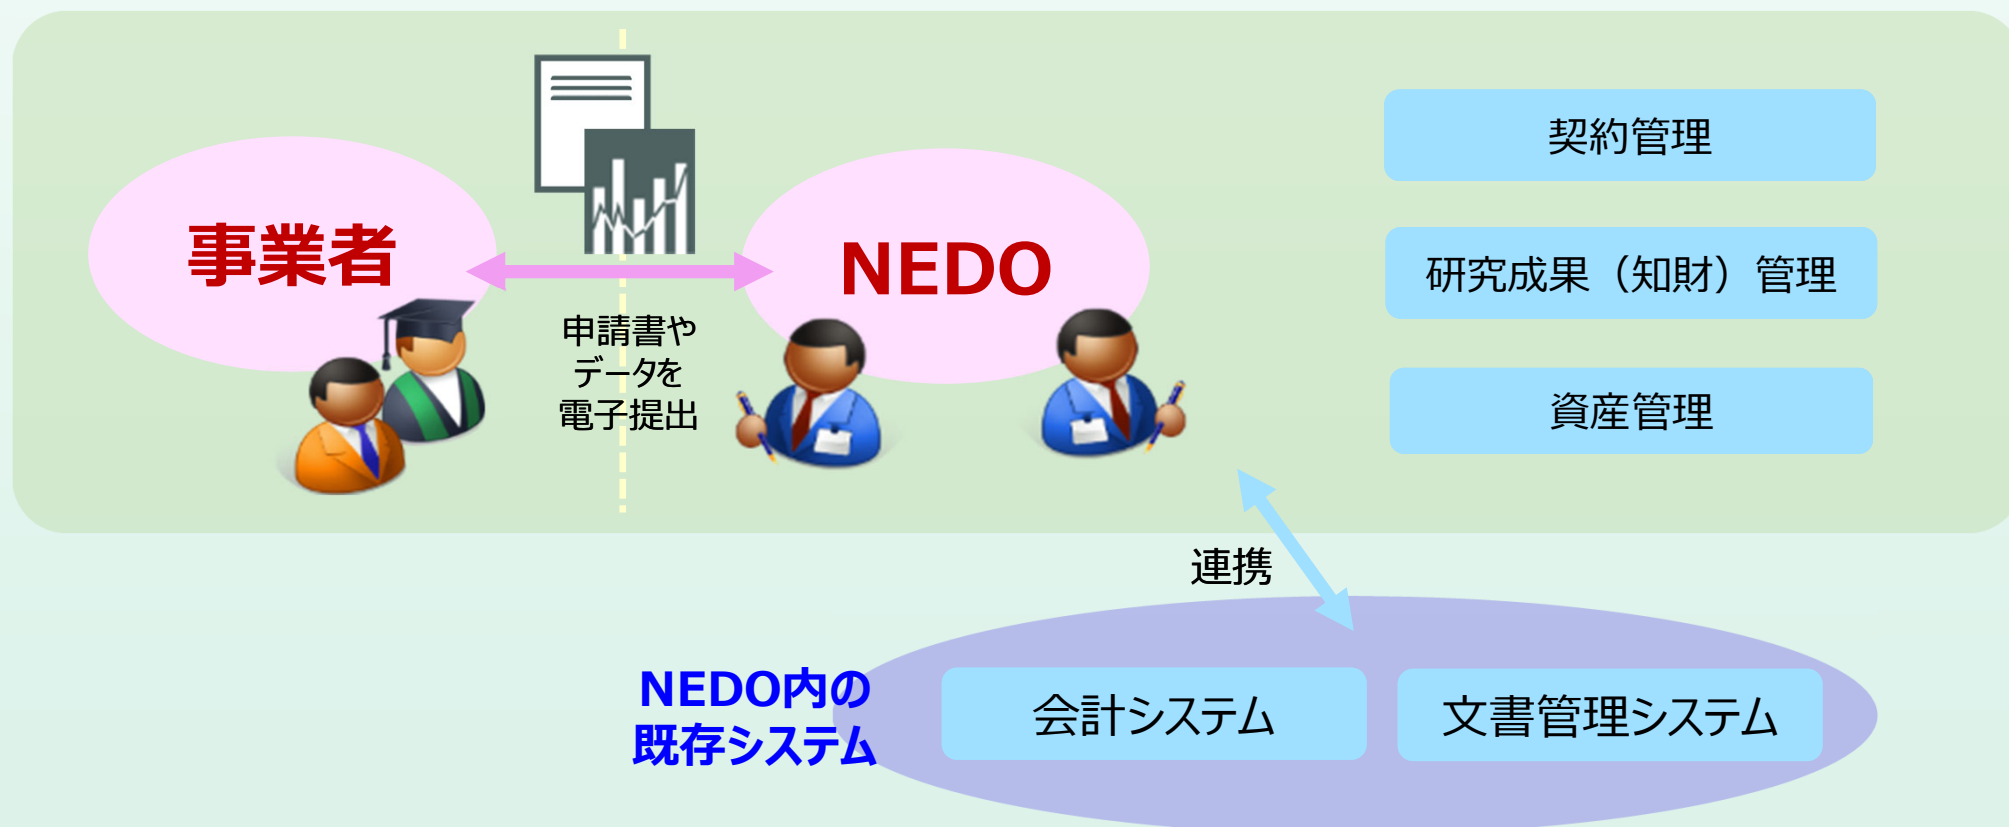 事業者
NEDO
申請書や
データを
電子提出
契約管理
研究成果（知財）管理
資産管理
連携
NEDO内の
既存システム
会計システム
文書管理システム